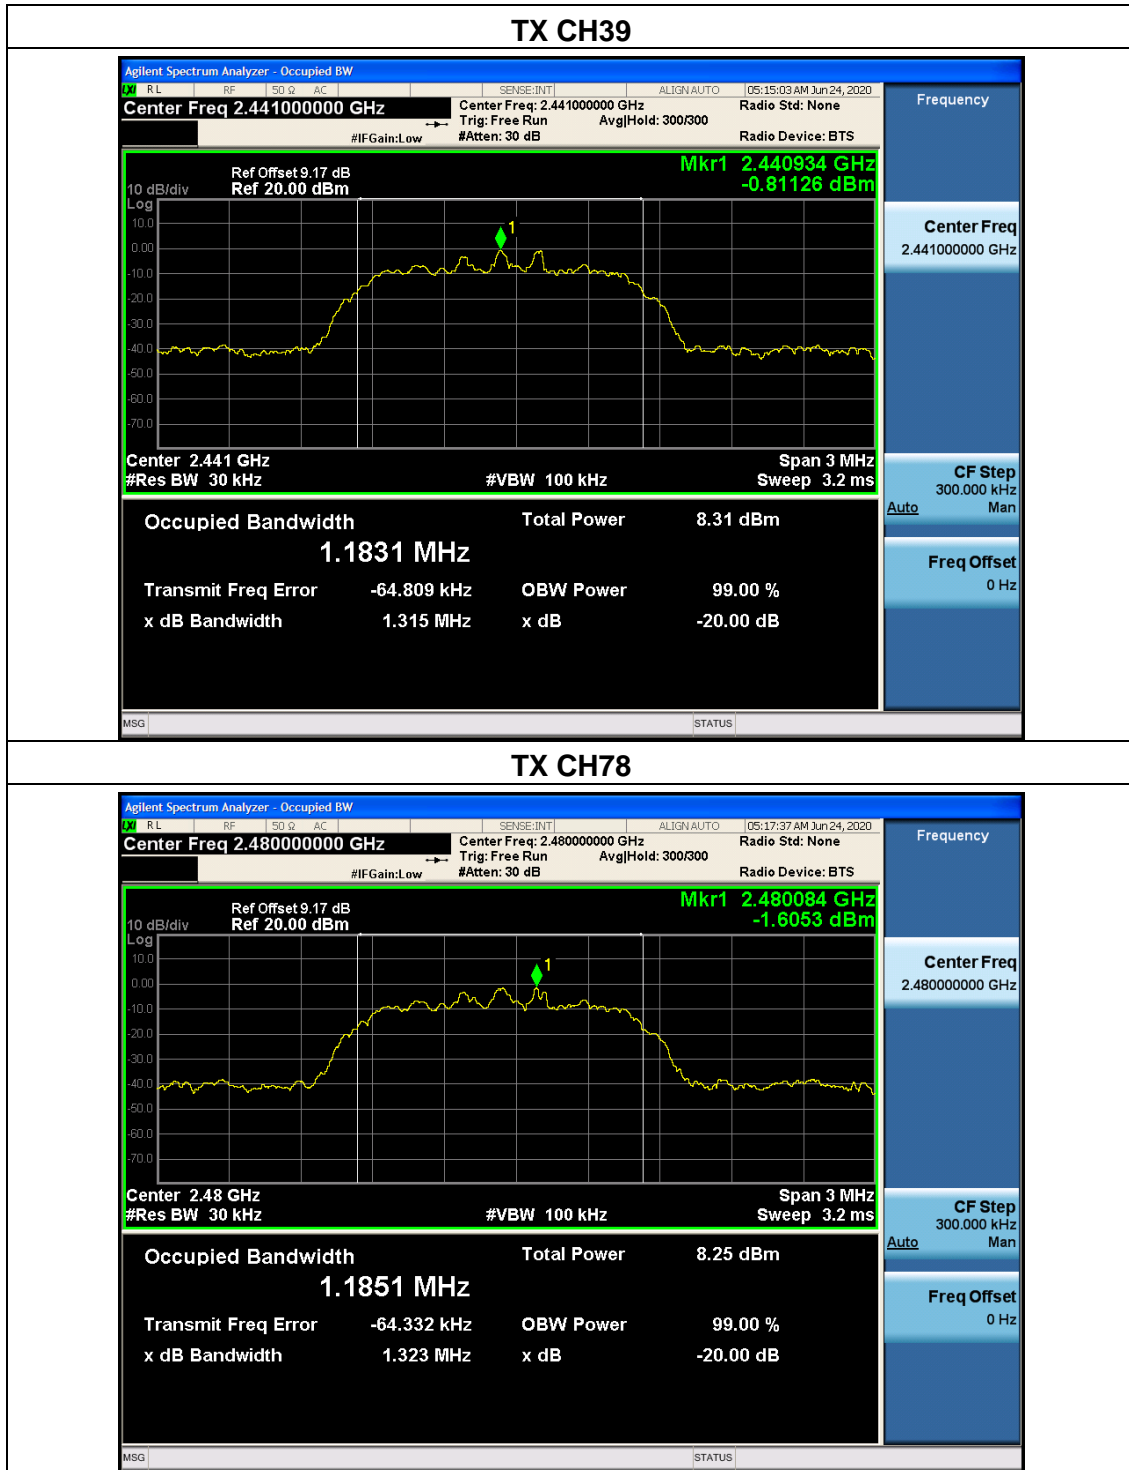 TX CH39
Agilent Spectrum Analyzer - Occupied BW
LXI RL RF 50 Ω AC SENSE:INT ALIGN AUTO 05:15:03 AM Jun 24, 2020
Center Freq 2.441000000 GHz
Center Freq: 2.441000000 GHz
Radio Std: None
Trig: Free Run Avg|Hold: 300/300
#IFGain:Low #Atten: 30 dB Radio Device: BTS
Frequency
Mkr1 2.440934 GHz
-0.81126 dBm
Ref Offset 9.17 dB
10 dB/div Ref 20.00 dBm
Log
10.0
0.00
-10.0
-20.0
-30.0
-40.0
-50.0
-60.0
-70.0
1
Center 2.441 GHz Span 3 MHz
#Res BW 30 kHz #VBW 100 kHz Sweep 3.2 ms
Occupied Bandwidth Total Power 8.31 dBm
1.1831 MHz
Transmit Freq Error -64.809 kHz OBW Power 99.00 %
x dB Bandwidth 1.315 MHz x dB -20.00 dB
Center Freq
2.441000000 GHz
CF Step
300.000 kHz
Auto Man
Freq Offset
0 Hz
MSG STATUS
TX CH78
Agilent Spectrum Analyzer - Occupied BW
LXI RL RF 50 Ω AC SENSE:INT ALIGN AUTO 05:17:37 AM Jun 24, 2020
Center Freq 2.480000000 GHz
Center Freq: 2.480000000 GHz
Radio Std: None
Trig: Free Run Avg|Hold: 300/300
#IFGain:Low #Atten: 30 dB Radio Device: BTS
Frequency
Mkr1 2.480084 GHz
-1.6053 dBm
Ref Offset 9.17 dB
10 dB/div Ref 20.00 dBm
Log
10.0
0.00
-10.0
-20.0
-30.0
-40.0
-50.0
-60.0
-70.0
1
Center 2.48 GHz Span 3 MHz
#Res BW 30 kHz #VBW 100 kHz Sweep 3.2 ms
Occupied Bandwidth Total Power 8.25 dBm
1.1851 MHz
Transmit Freq Error -64.332 kHz OBW Power 99.00 %
x dB Bandwidth 1.323 MHz x dB -20.00 dB
Center Freq
2.480000000 GHz
CF Step
300.000 kHz
Auto Man
Freq Offset
0 Hz
MSG STATUS